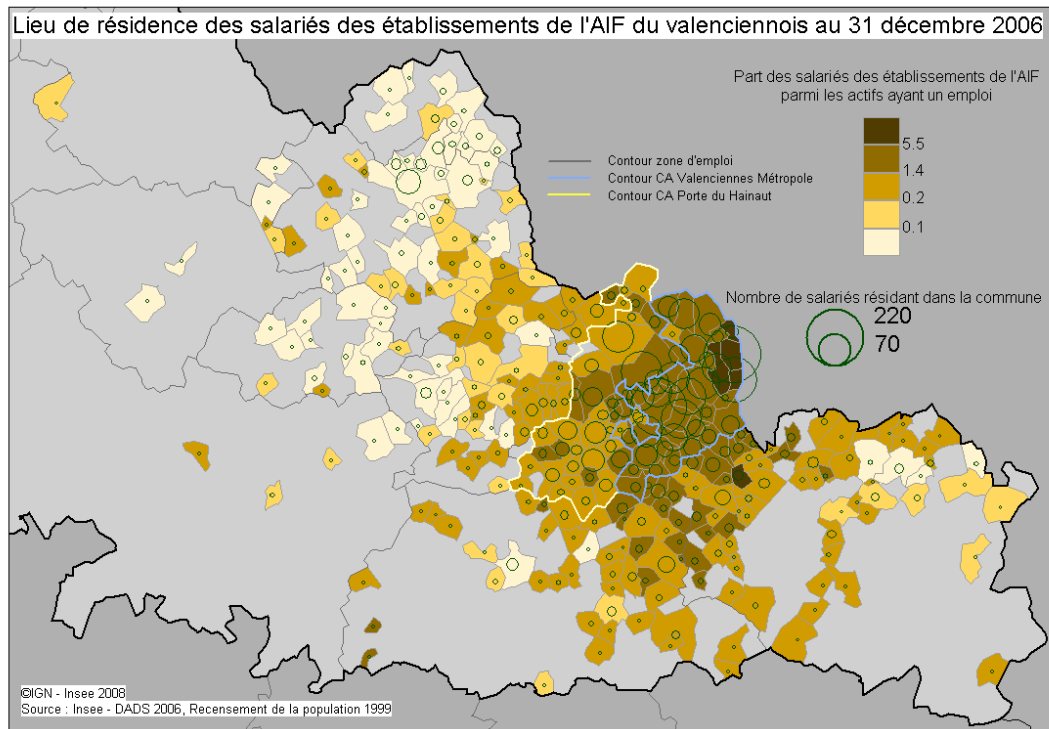 Lieu de résidence des salariés des établissements de l'AIF du valenciennois au 31 décembre 2006
Part des salariés des établissements de l'AIF
parmi les actifs ayant un emploi
5.5
1.4
0.2
0.1
Contour zone d'emploi
Contour CA Valenciennes Métropole
Contour CA Porte du Hainaut
Nombre de salariés résidant dans la commune
220
70
©IGN - Insee 2008
Source : Insee - DADS 2006, Recensement de la population 1999